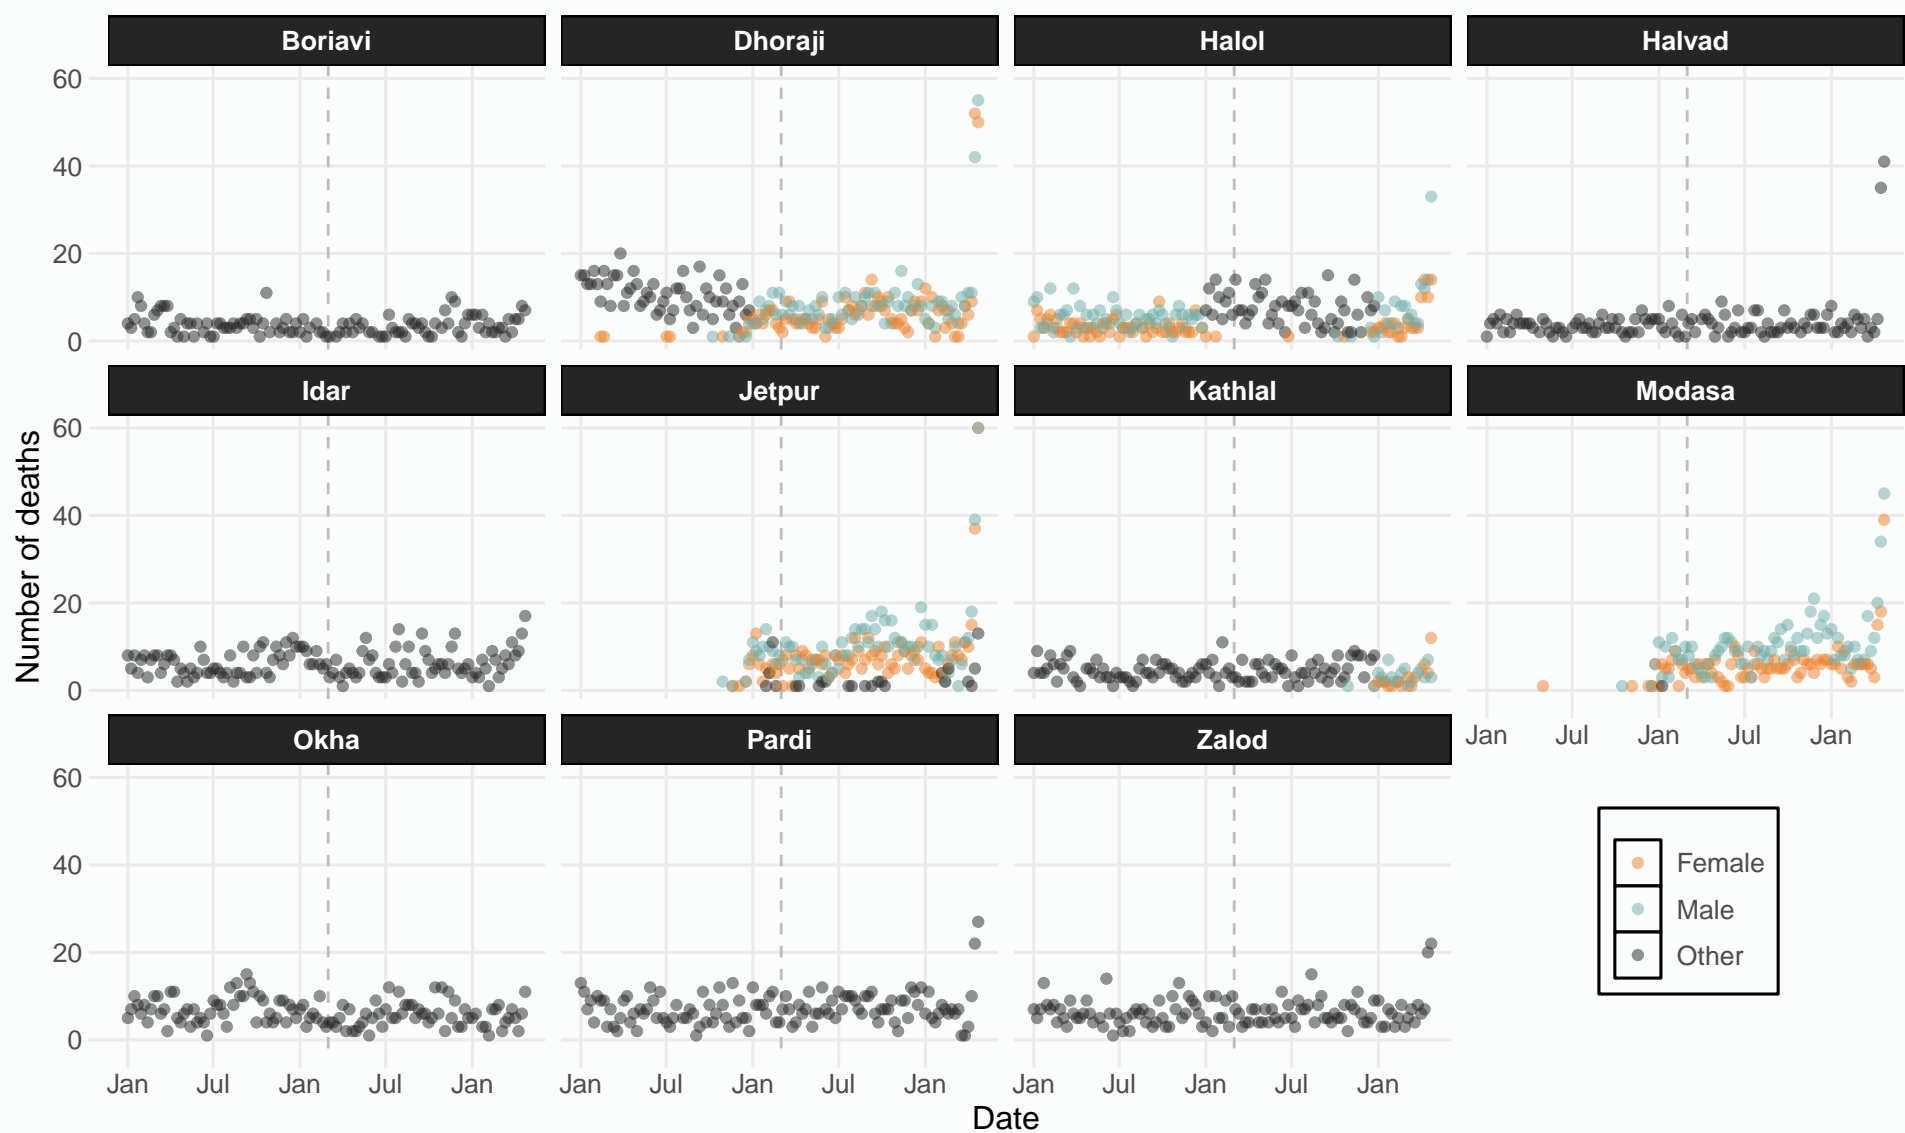 Boriavi Dhoraji Halol Halvad
60
40
20
0
Idar Jetpur Kathlal Modasa
60
40
20
0
Jan Jul Jan Jul Jan
Okha Pardi Zalod
60
40
20
0
Jan Jul Jan Jul Jan Jan Jul Jan Jul Jan Jan Jul Jan Jul Jan
Number of deaths
Date
Female
Male
Other